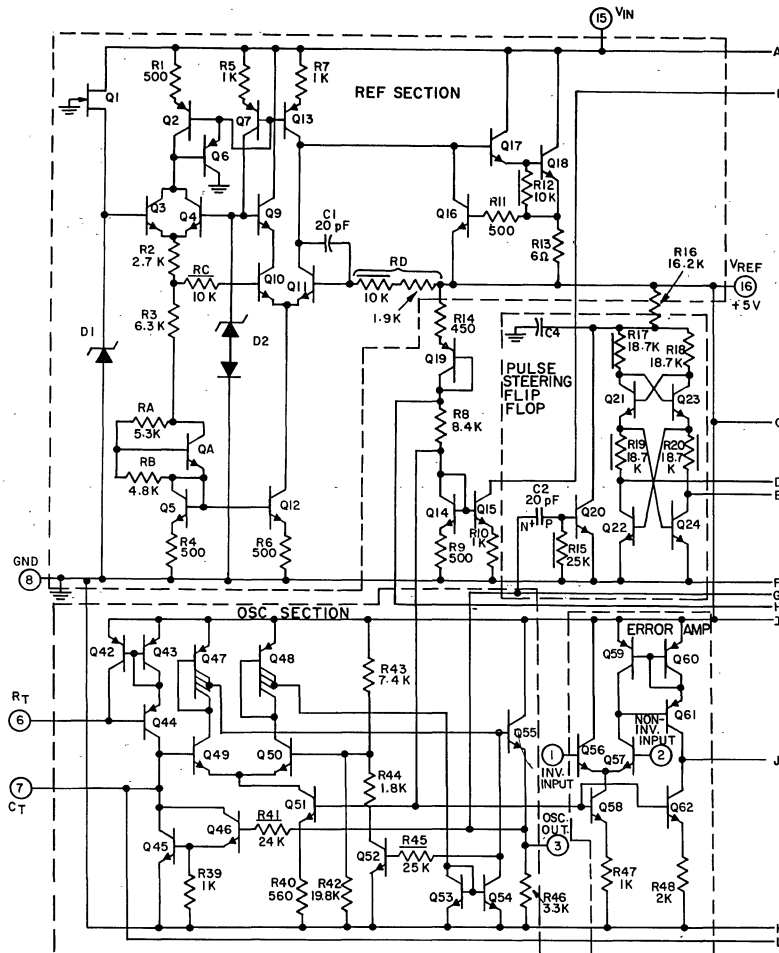 15 VIN
A
R1
500
R5
1K
R7
1K
REF SECTION
Q1
Q2
Q7
Q13
Q6
Q17
Q18
R12
10K
Q3
Q4
Q9
C1
20 pF
Q16
R11
500
R13
6Ω
R2
2.7 K
RC
10K
Q10
Q11
RD
10K
1.9K
R16
16.2K
VREF
16
+5V
R3
6.3K
D1
D2
R14
450
Q19
C4
R17
18.7K
R18
18.7K
PULSE
STEERING
FLIP
FLOP
Q21
Q23
RA
5.3K
QA
RB
4.8K
R8
8.4K
R19
18.7
K
R20
18.7
K
C
D
E
Q5
Q12
Q14
Q15
C2
20 pF
N+
P
Q20
Q22
Q24
R4
500
R6
500
R9
500
R10
1K
R15
25K
GND
8
F
G
H
I
OSC SECTION
ERROR AMP
Q42
Q43
Q47
Q48
R43
7.4K
Q59
Q60
RT
6
Q44
Q55
Q61
NON-
INV.
INPUT
Q49
Q50
1
INV.
INPUT
Q56
Q57
2
J
7
CT
R44
1.8K
Q51
Q58
Q62
Q45
Q46
R41
24 K
Q52
R45
25K
OSC
OUT.
3
R39
1K
R40
560
R42
19.8K
Q53
Q54
R46
3.3K
R47
1K
R48
2K